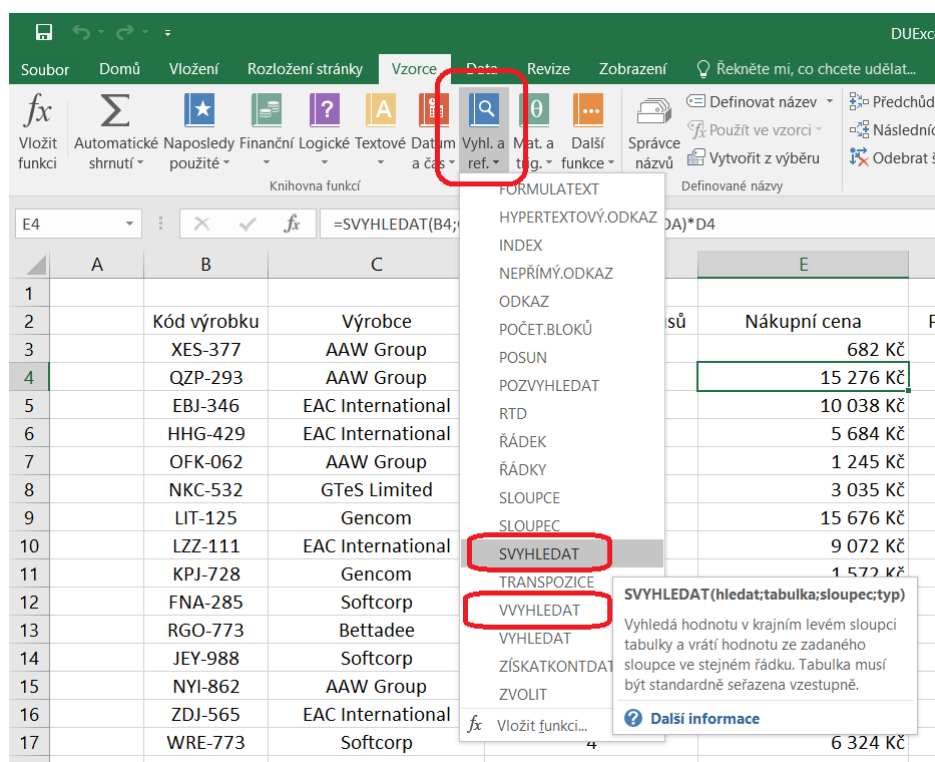 DUExc
Soubor Domů Vložení Rozložení stránky Vzorce Data Revize Zobrazení Řekněte mi, co chcete udělat...
fx Vložit funkci
Σ Automatické shrnutí
Naposledy použité
Finanční
Logické
Textové
Datum a čas
Vyhl. a ref.
Mat. a trig.
Další funkce
Správce názvů
Definovat název
Použít ve vzorci
Vytvořit z výběru
Předchůd
Následníc
Odebrat š
Knihovna funkcí
Definované názvy
E4 fx =SVYHLEDAT(B4; DA)*D4
A B C E
1
2 Kód výrobku Výrobce sů Nákupní cena P
3 XES-377 AAW Group 682 Kč
4 QZP-293 AAW Group 15 276 Kč
5 EBJ-346 EAC International 10 038 Kč
6 HHG-429 EAC International 5 684 Kč
7 OFK-062 AAW Group 1 245 Kč
8 NKC-532 GTeS Limited 3 035 Kč
9 LIT-125 Gencom 15 676 Kč
10 LZZ-111 EAC International 9 072 Kč
11 KPJ-728 Gencom 1 572 Kč
12 FNA-285 Softcorp
13 RGO-773 Bettadee
14 JEY-988 Softcorp
15 NYI-862 AAW Group
16 ZDJ-565 EAC International
17 WRE-773 Softcorp 4 6 324 Kč
FORMULATEXT
HYPERTEXTOVÝ.ODKAZ
INDEX
NEPŘÍMÝ.ODKAZ
ODKAZ
POČET.BLOKŮ
POSUN
POZVYHLEDAT
RTD
ŘÁDEK
ŘÁDKY
SLOUPCE
SLOUPEC
SVYHLEDAT
TRANSPOZICE
VVYHLEDAT
VYHLEDAT
ZÍSKATKONTDAT
ZVOLIT
fx Vložit funkci...
SVYHLEDAT(hledat;tabulka;sloupec;typ)
Vyhledá hodnotu v krajním levém sloupci
tabulky a vrátí hodnotu ze zadaného
sloupce ve stejném řádku. Tabulka musí
být standardně seřazena vzestupně.
Další informace